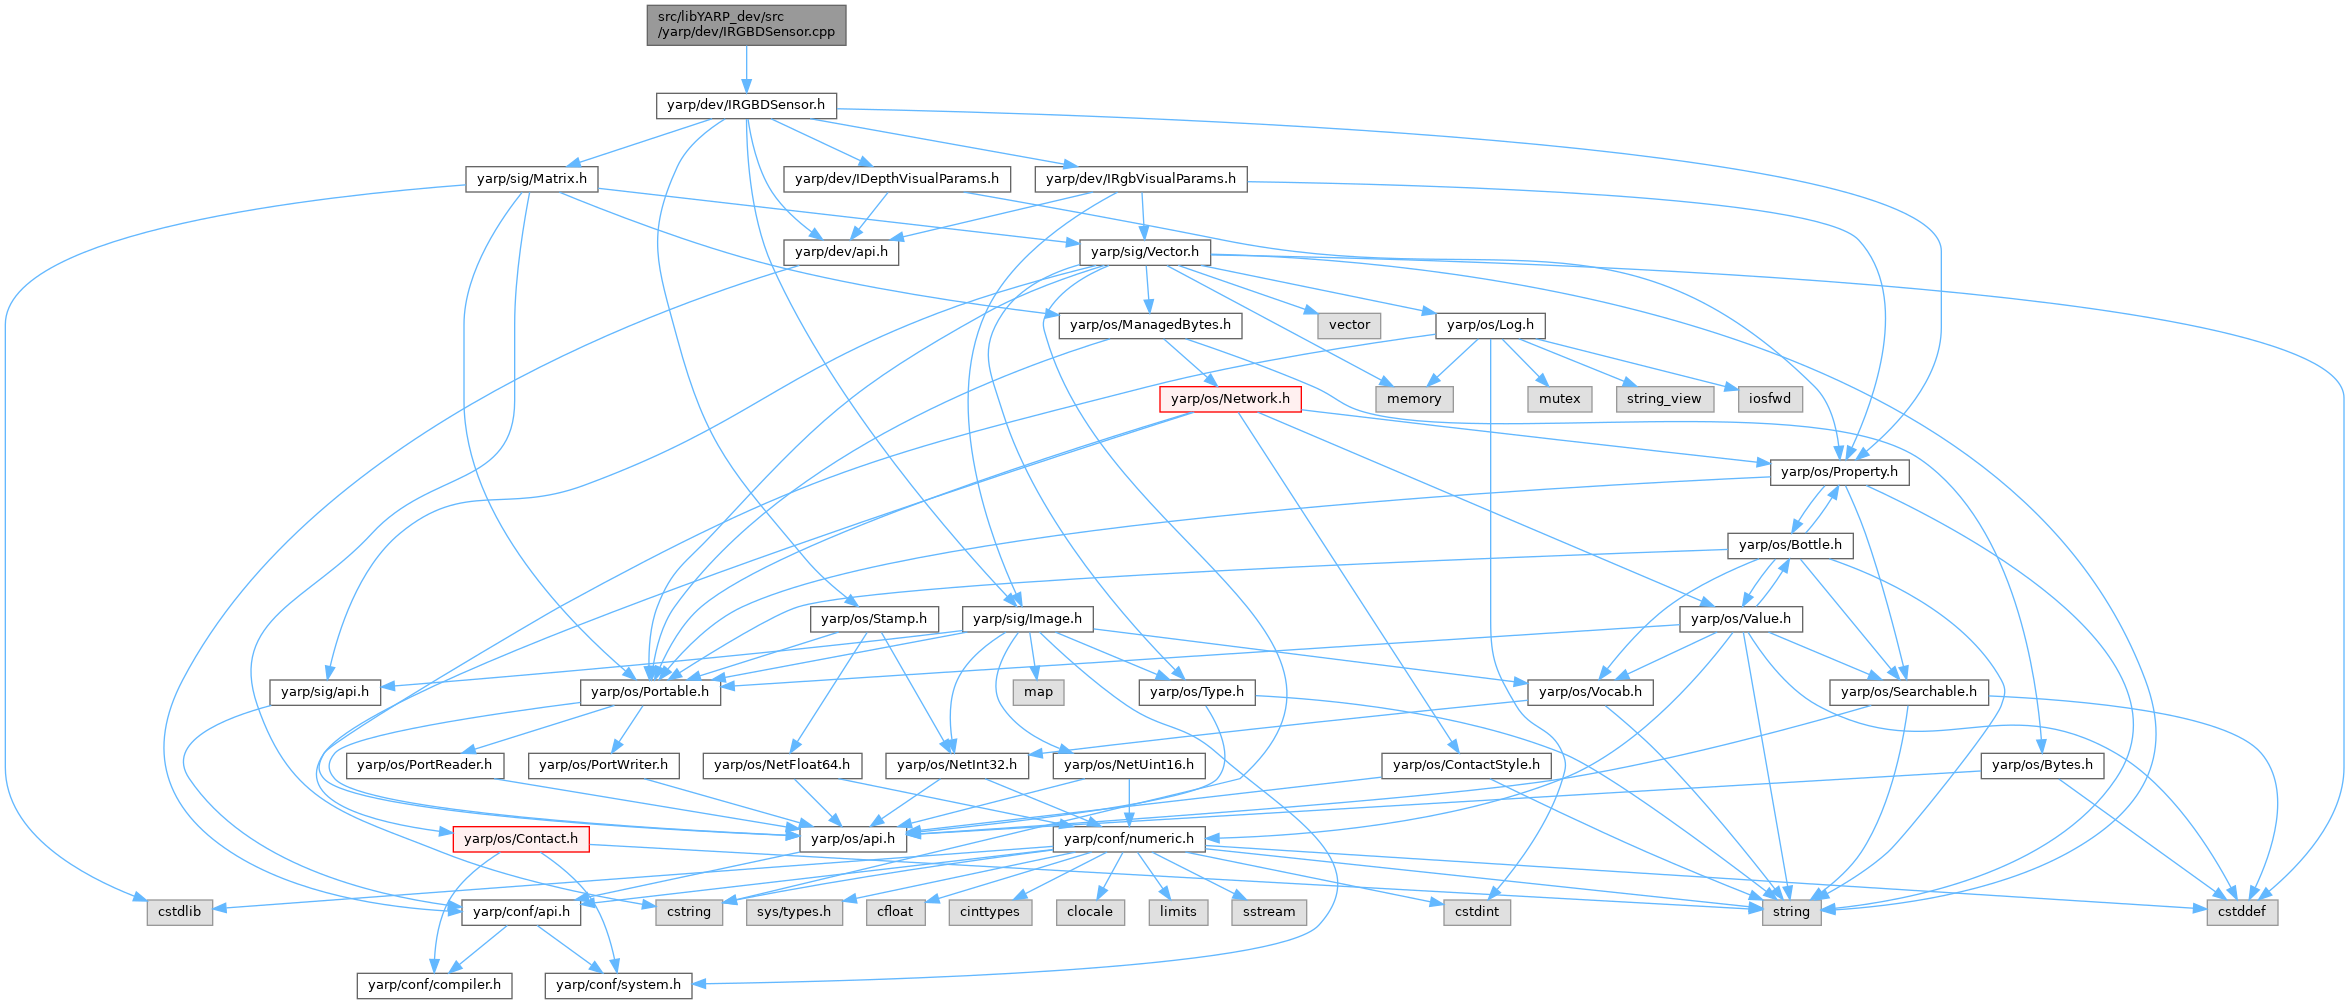 src/libYARP_dev/src
/yarp/dev/IRGBDSensor.cpp
yarp/dev/IRGBDSensor.h
yarp/sig/Matrix.h
yarp/dev/IDepthVisualParams.h
yarp/dev/IRgbVisualParams.h
yarp/dev/api.h
yarp/sig/Vector.h
yarp/os/ManagedBytes.h
vector
yarp/os/Log.h
yarp/os/Network.h
memory
mutex
string_view
iosfwd
yarp/os/Property.h
yarp/os/Bottle.h
yarp/os/Stamp.h
yarp/sig/Image.h
yarp/os/Value.h
yarp/sig/api.h
yarp/os/Portable.h
map
yarp/os/Type.h
yarp/os/Vocab.h
yarp/os/Searchable.h
yarp/os/PortReader.h
yarp/os/PortWriter.h
yarp/os/NetFloat64.h
yarp/os/NetInt32.h
yarp/os/NetUint16.h
yarp/os/ContactStyle.h
yarp/os/Bytes.h
yarp/os/Contact.h
yarp/os/api.h
yarp/conf/numeric.h
cstdlib
yarp/conf/api.h
cstring
sys/types.h
cfloat
cinttypes
clocale
limits
sstream
cstdint
string
cstddef
yarp/conf/compiler.h
yarp/conf/system.h